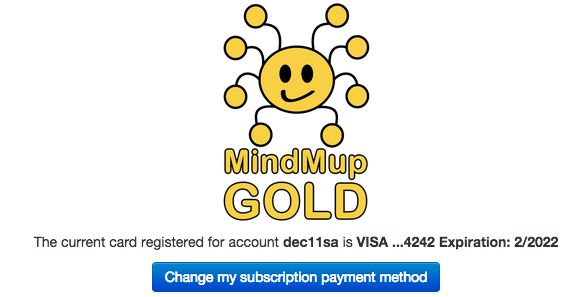 MindMup
GOLD
The current card registered for account dec11sa is VISA ...4242 Expiration: 2/2022
Change my subscription payment method